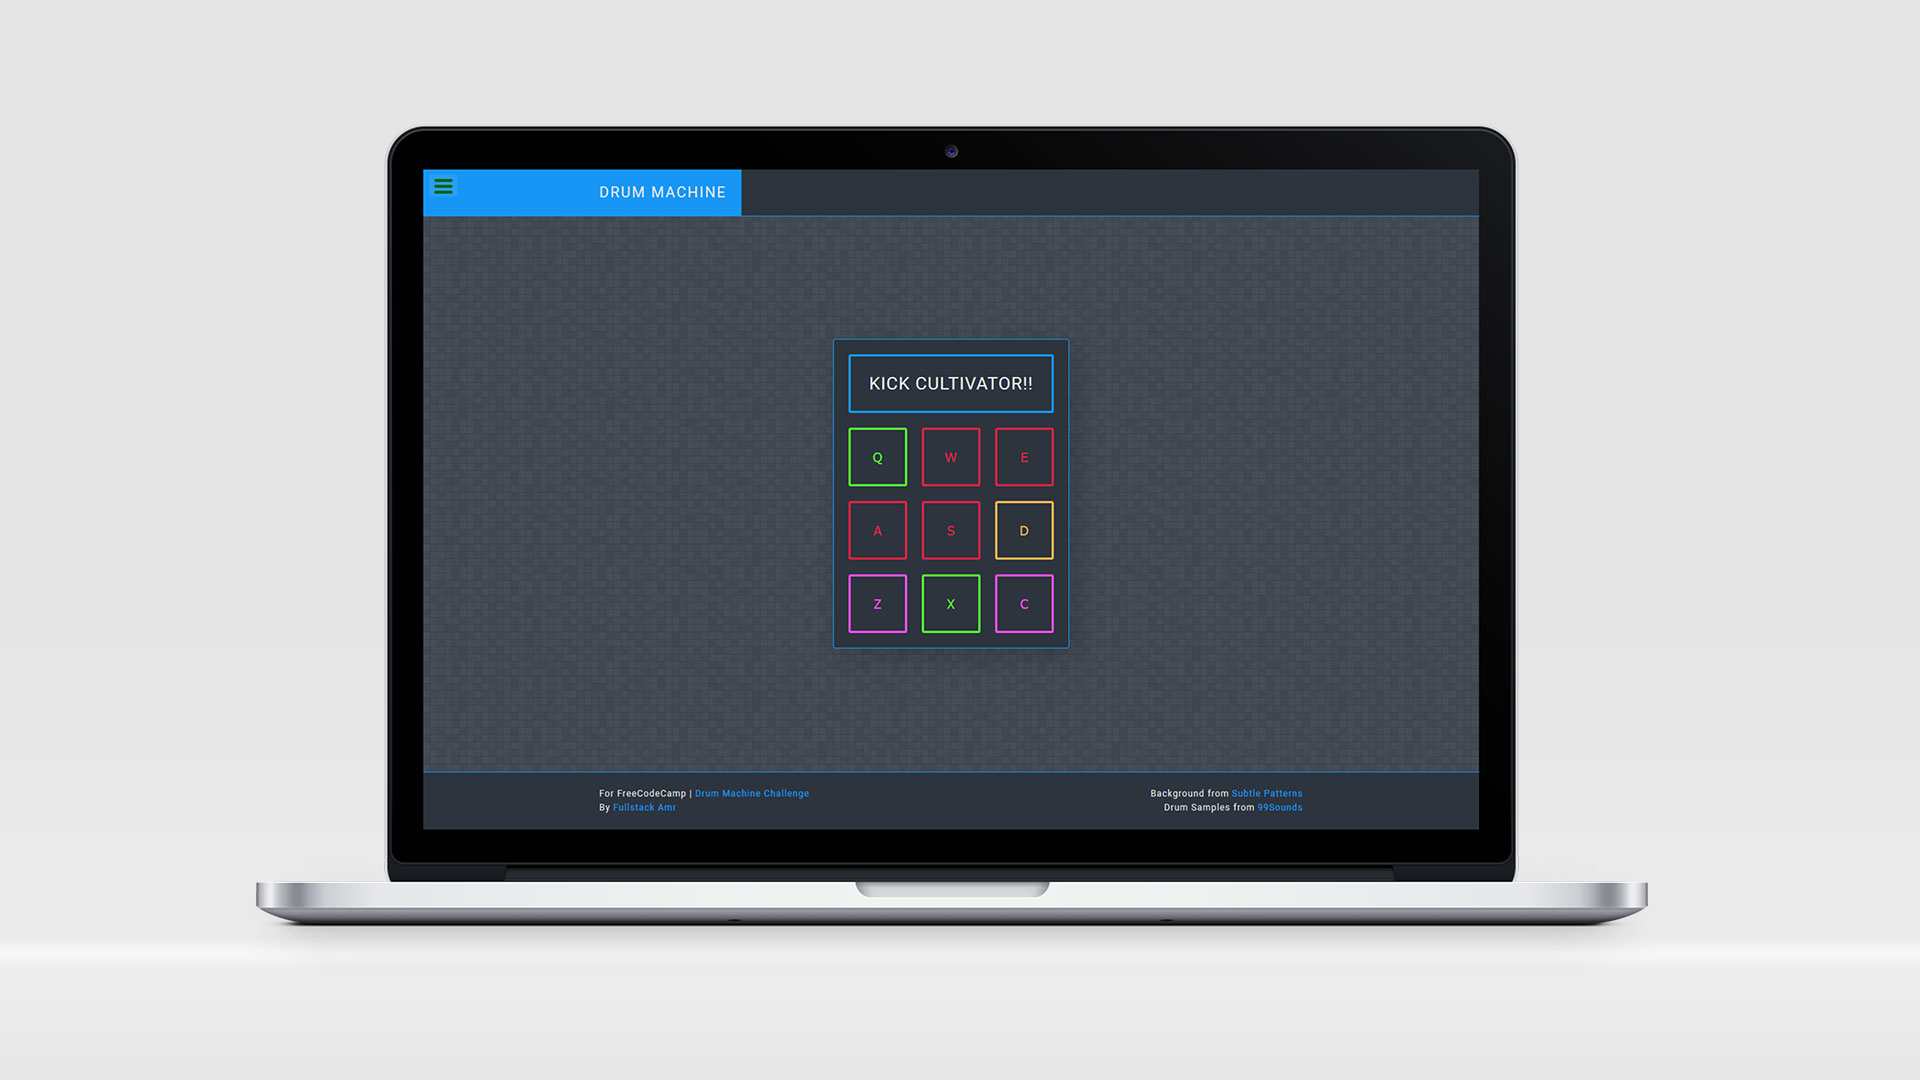 DRUM MACHINE
KICK CULTIVATOR!!
Q W E
A S D
Z X C
For FreeCodeCamp | Drum Machine Challenge
By Fullstack Amr
Background from Subtle Patterns
Drum Samples from 99Sounds